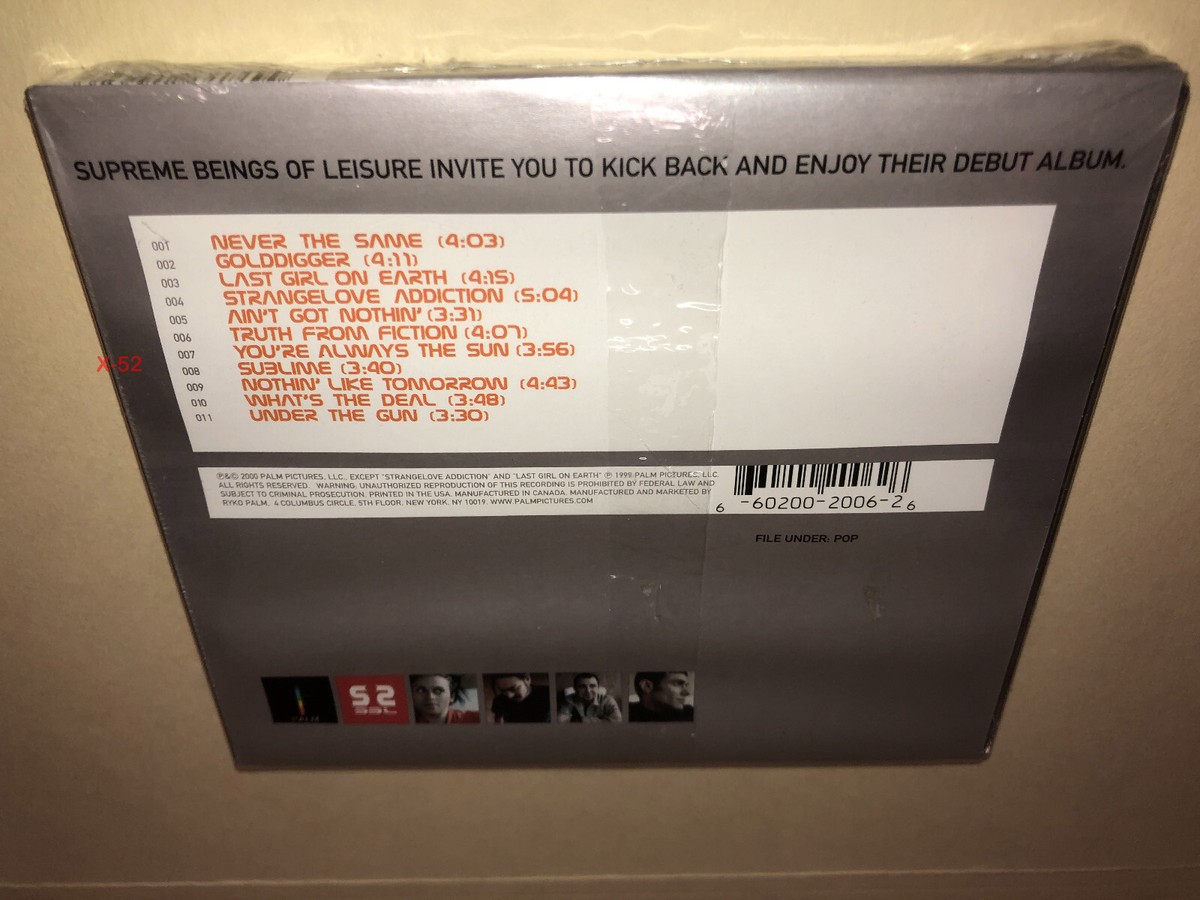 SUPREME BEINGS OF LEISURE INVITE YOU TO KICK BACK AND ENJOY THEIR DEBUT ALBUM.
001 NEVER THE SAME (4:03)
002 GOLDDIGGER (4:11)
003 LAST GIRL ON EARTH (4:15)
004 STRANGELOVE ADDICTION (5:04)
005 AIN'T GOT NOTHIN' (3:31)
006 TRUTH FROM FICTION (4:07)
007 YOU'RE ALWAYS THE SUN (3:56)
X-52
008 SUBLIME (3:40)
009 NOTHIN' LIKE TOMORROW (4:43)
010 WHAT'S THE DEAL (3:48)
011 UNDER THE GUN (3:30)
℗&© 2000 PALM PICTURES, LLC., EXCEPT "STRANGELOVE ADDICTION" AND "LAST GIRL ON EARTH" ℗ 1999 PALM PICTURES, LLC.
ALL RIGHTS RESERVED. WARNING: UNAUTHORIZED REPRODUCTION OF THIS RECORDING IS PROHIBITED BY FEDERAL LAW AND
SUBJECT TO CRIMINAL PROSECUTION. PRINTED IN THE USA. MANUFACTURED IN CANADA. MANUFACTURED AND MARKETED BY
RYKO PALM, 4 COLUMBUS CIRCLE, 5TH FLOOR, NEW YORK, NY 10019. WWW.PALMPICTURES.COM
6 -60200-2006-2 6
FILE UNDER: POP
PALM
S2
SBL